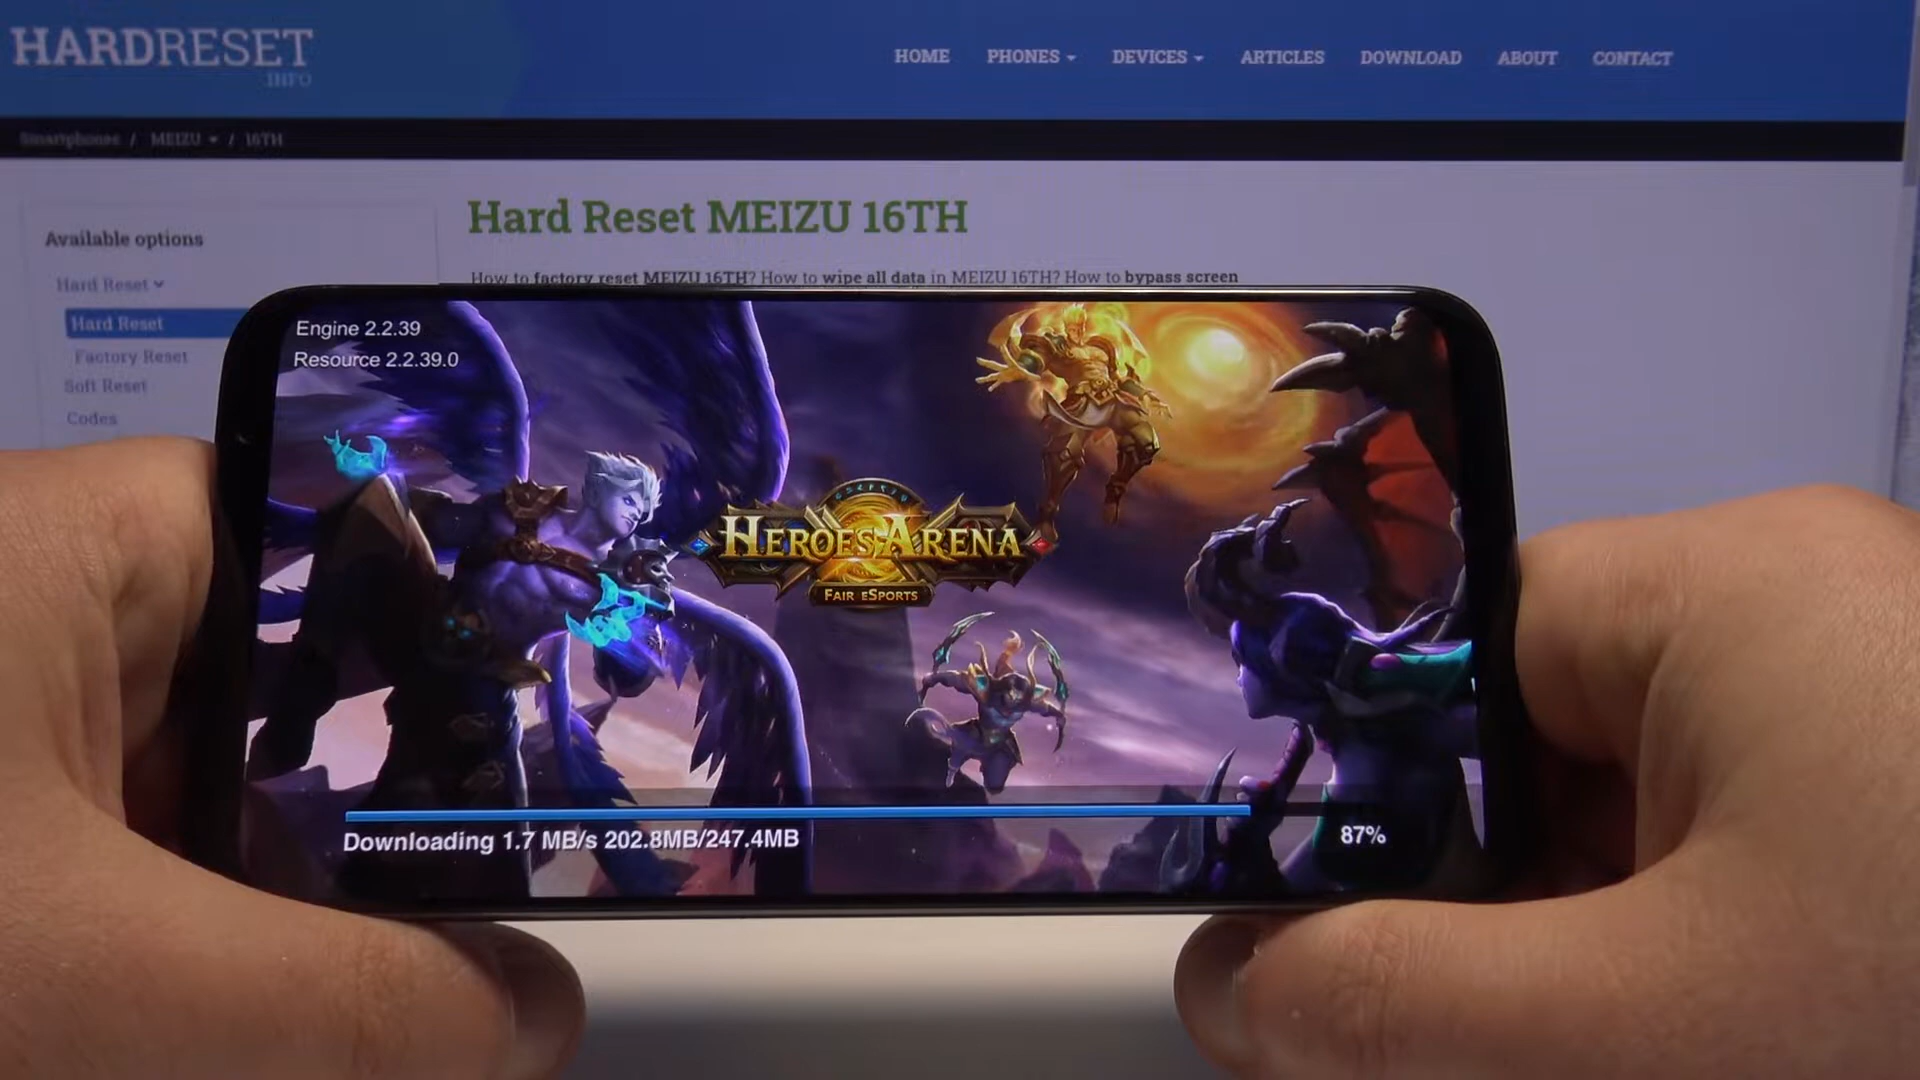 HARDRESET
.INFO
HOME PHONES DEVICES ARTICLES DOWNLOAD ABOUT CONTACT
Smartphones / MEIZU / 16TH
Hard Reset MEIZU 16TH
Available options
How to factory reset MEIZU 16TH? How to wipe all data in MEIZU 16TH? How to bypass screen
Hard Reset
Hard Reset
Factory Reset
Soft Reset
Codes
Engine 2.2.39
Resource 2.2.39.0
HEROES ARENA
FAIR ESPORTS
Downloading 1.7 MB/s 202.8MB/247.4MB
87%